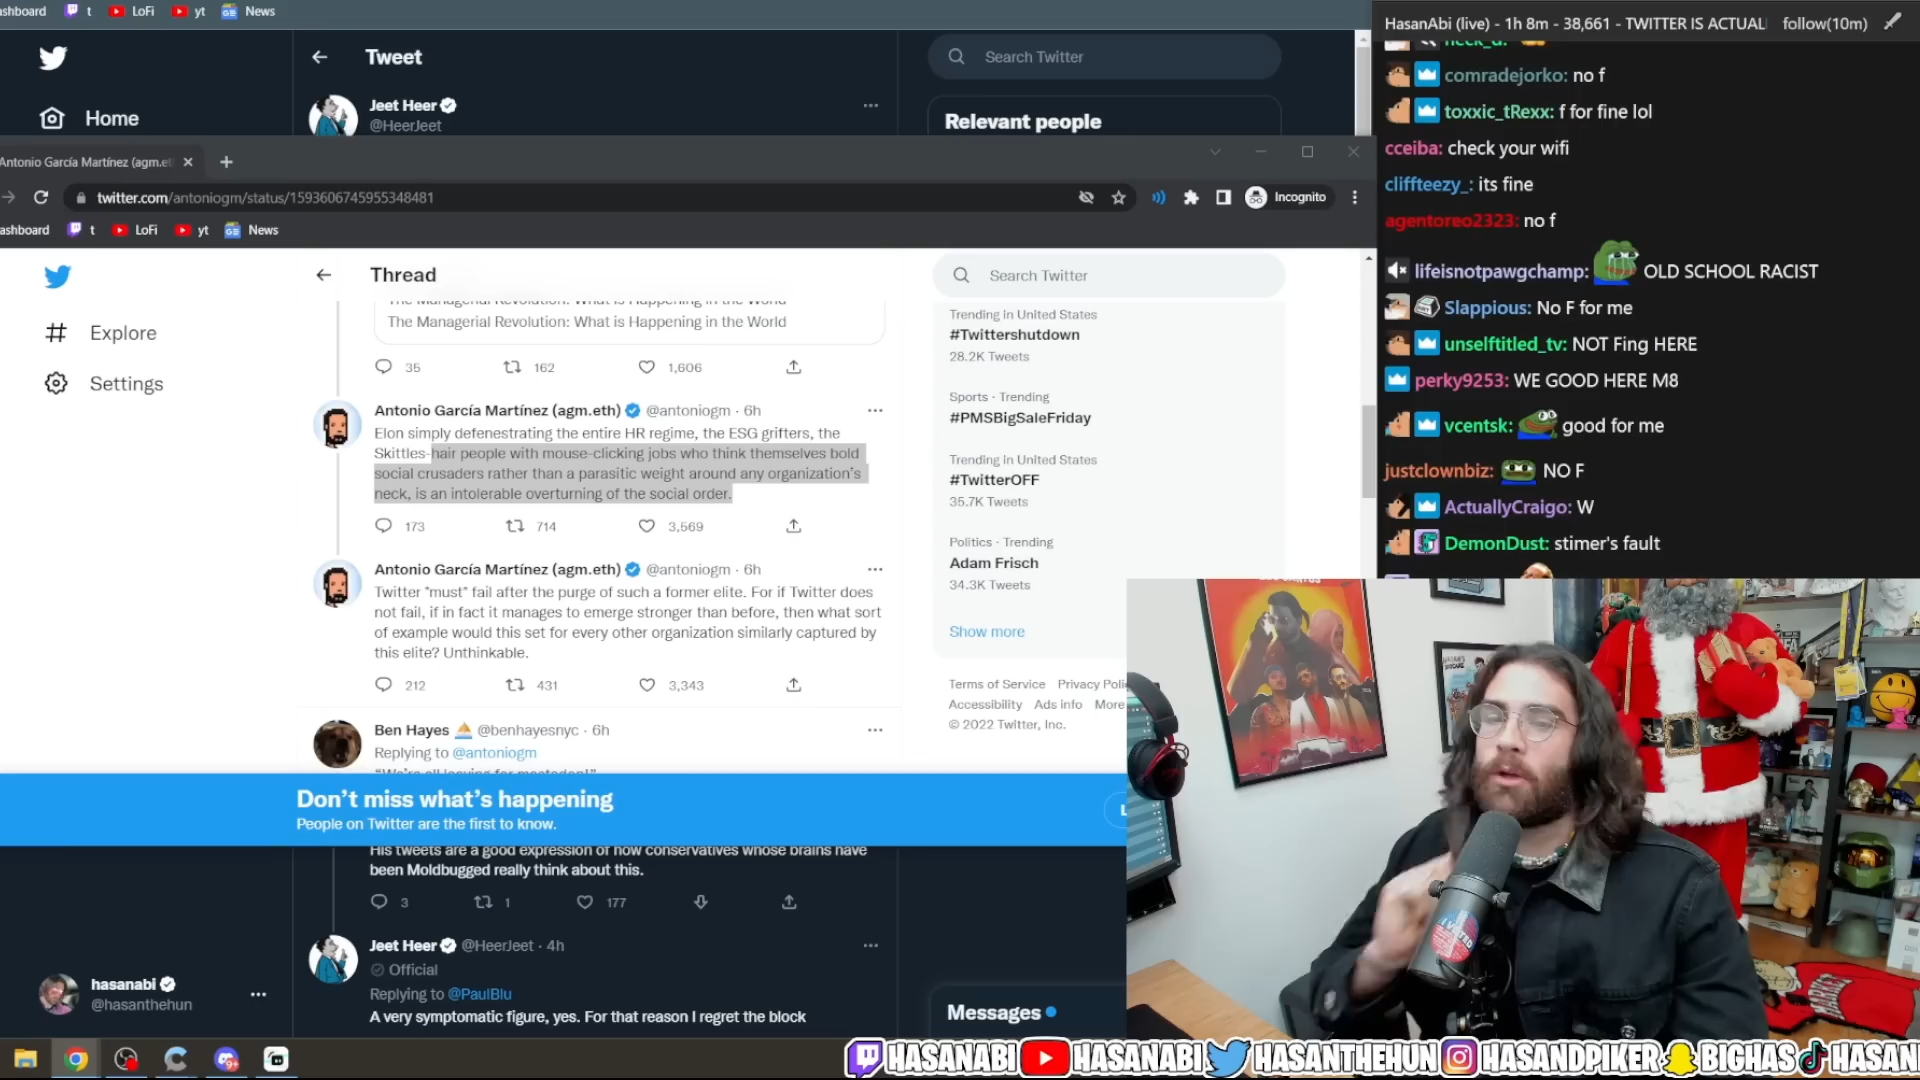 ashboard t LoFi yt News
Tweet
Search Twitter
Home
Jeet Heer
@HeerJeet
Relevant people
Antonio García Martínez (agm.et
twitter.com/antoniogm/status/1593606745955348481
Incognito
ashboard t LoFi yt News
Explore
Settings
Thread
The Managerial Revolution: What is Happening in the World
The Managerial Revolution: What is Happening in the World
35 162 1,606
Antonio García Martínez (agm.eth) @antoniogm · 6h
Elon simply defenestrating the entire HR regime, the ESG grifters, the
Skittles-hair people with mouse-clicking jobs who think themselves bold
social crusaders rather than a parasitic weight around any organization's
neck, is an intolerable overturning of the social order.
173 714 3,569
Antonio García Martínez (agm.eth) @antoniogm · 6h
Twitter *must* fail after the purge of such a former elite. For if Twitter does
not fail, if in fact it manages to emerge stronger than before, then what sort
of example would this set for every other organization similarly captured by
this elite? Unthinkable.
212 431 3,343
Ben Hayes @benhayesnyc · 6h
Replying to @antoniogm
"We're all leaving for mastodon!"
Search Twitter
Trending in United States
#Twittershutdown
28.2K Tweets
Sports · Trending
#PMSBigSaleFriday
Trending in United States
#TwitterOFF
35.7K Tweets
Politics · Trending
Adam Frisch
34.3K Tweets
Show more
Terms of Service Privacy Poli
Accessibility Ads info More
© 2022 Twitter, Inc.
Don't miss what's happening
People on Twitter are the first to know.
L
His tweets are a good expression of how conservatives whose brains have
been Moldbugged really think about this.
3 1 177
Jeet Heer @HeerJeet · 4h
Official
Replying to @PaulBlu
A very symptomatic figure, yes. For that reason I regret the block
hasanabi
@hasanthehun
Messages
HasanAbi (live) - 1h 8m - 38,661 - TWITTER IS ACTUAL follow(10m)
comradejorko: no f
toxxic_tRexx: f for fine lol
cceiba: check your wifi
cliffteezy_: its fine
agentoreo2323: no f
lifeisnotpawgchamp: OLD SCHOOL RACIST
Slappious: No F for me
unselftitled_tv: NOT Fing HERE
perky9253: WE GOOD HERE M8
vcentsk: good for me
justclownbiz: NO F
ActuallyCraigo: W
DemonDust: stimer's fault
VOTED
HASANABI HASANABI HASANTHEHUN HASANDPIKER BIGHAS HASAN